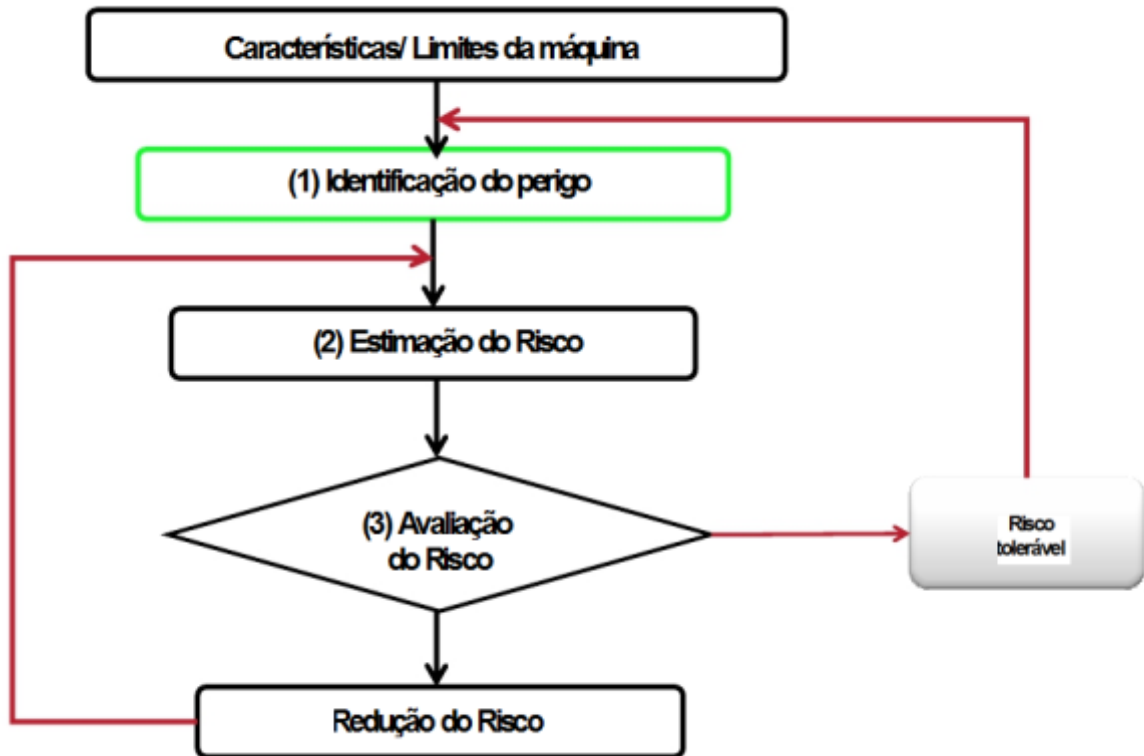 Características/ Limites da máquina
(1) Identificação do perigo
(2) Estimação do Risco
(3) Avaliação
do Risco
Risco
tolerável
Redução do Risco